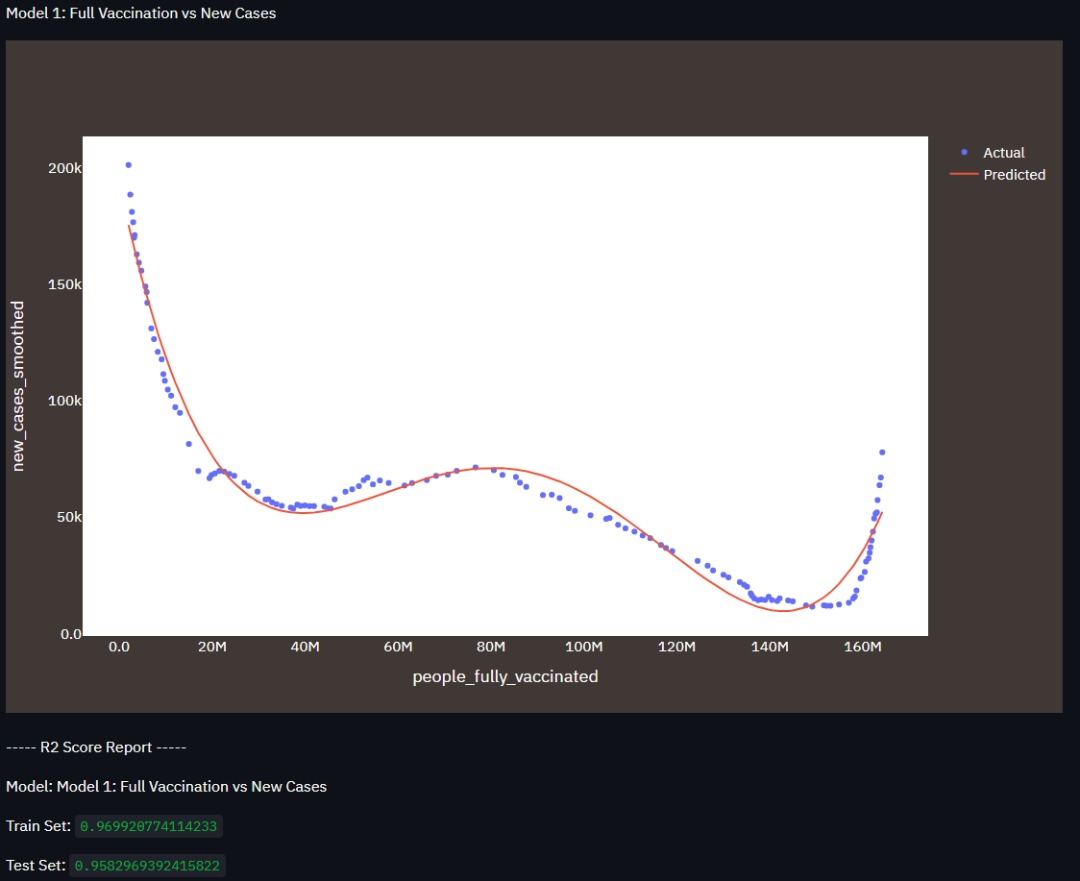 Model 1: Full Vaccination vs New Cases
Actual
Predicted
200k
150k
100k
50k
0.0
new_cases_smoothed
0.0 20M 40M 60M 80M 100M 120M 140M 160M
people_fully_vaccinated
----- R2 Score Report -----
Model: Model 1: Full Vaccination vs New Cases
Train Set: 0.969920774114233
Test Set: 0.9582969392415822